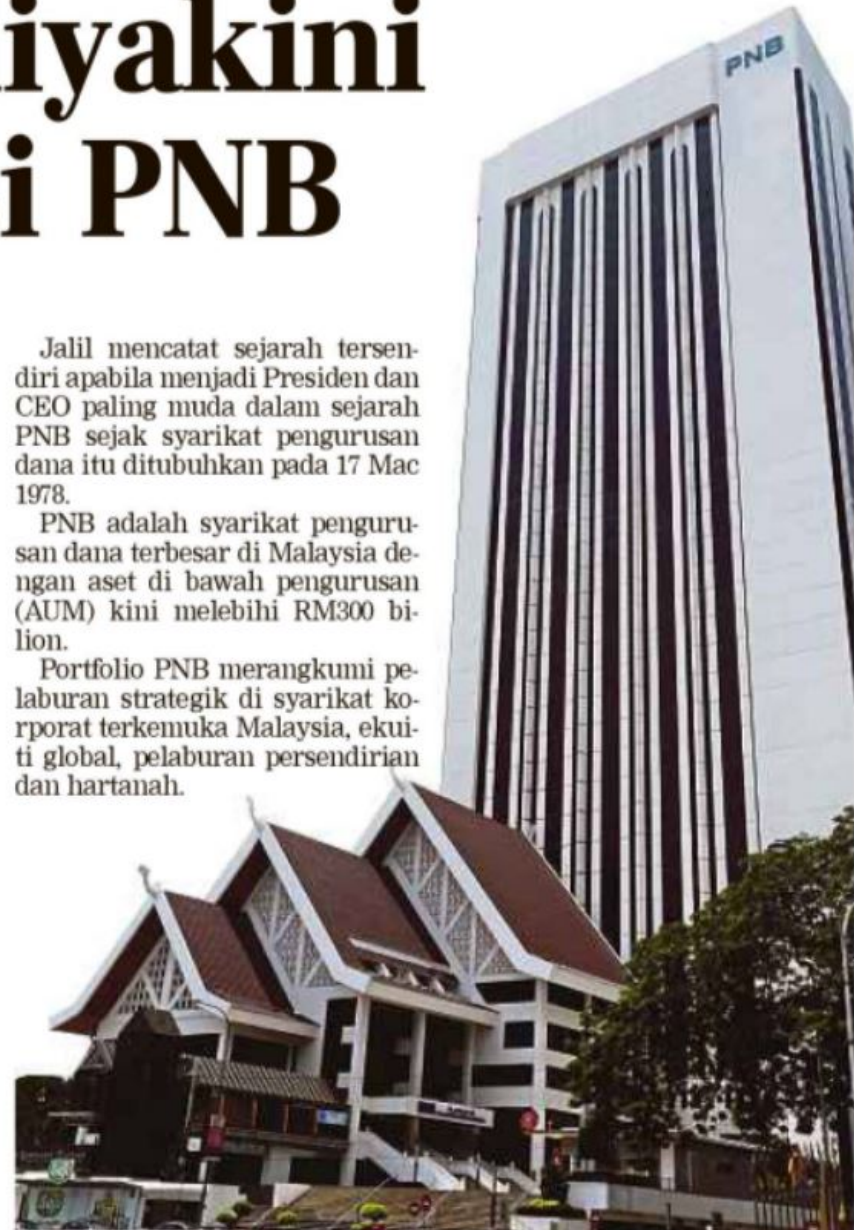 iyakini
i PNB
PNB
Jalil mencatat sejarah tersen-
diri apabila menjadi Presiden dan
CEO paling muda dalam sejarah
PNB sejak syarikat pengurusan
dana itu ditubuhkan pada 17 Mac
1978.
PNB adalah syarikat penguru-
san dana terbesar di Malaysia de-
ngan aset di bawah pengurusan
(AUM) kini melebihi RM300 bi-
lion.
Portfolio PNB merangkumi pe-
laburan strategik di syarikat ko-
rporat terkemuka Malaysia, ekui-
ti global, pelaburan persendirian
dan hartanah.